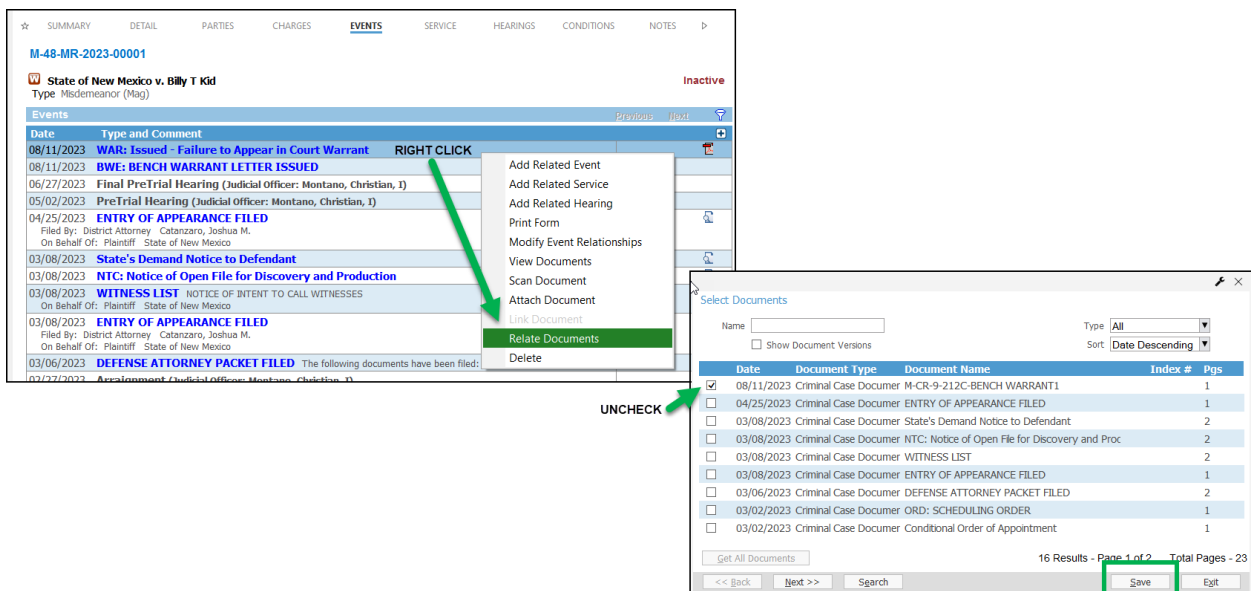 SUMMARY DETAIL PARTIES CHARGES EVENTS SERVICE HEARINGS CONDITIONS NOTES
M-48-MR-2023-00001
W State of New Mexico v. Billy T Kid Inactive
Type Misdemeanor (Mag)
Events Previous Next
Date Type and Comment
08/11/2023 WAR: Issued - Failure to Appear in Court Warrant RIGHT CLICK
08/11/2023 BWE: BENCH WARRANT LETTER ISSUED
06/27/2023 Final PreTrial Hearing (Judicial Officer: Montano, Christian, I)
05/02/2023 PreTrial Hearing (Judicial Officer: Montano, Christian, I)
04/25/2023 ENTRY OF APPEARANCE FILED
Filed By: District Attorney Catanzaro, Joshua M.
On Behalf Of: Plaintiff State of New Mexico
03/08/2023 State's Demand Notice to Defendant
03/08/2023 NTC: Notice of Open File for Discovery and Production
03/08/2023 WITNESS LIST NOTICE OF INTENT TO CALL WITNESSES
On Behalf Of: Plaintiff State of New Mexico
03/08/2023 ENTRY OF APPEARANCE FILED
Filed By: District Attorney Catanzaro, Joshua M.
On Behalf Of: Plaintiff State of New Mexico
03/06/2023 DEFENSE ATTORNEY PACKET FILED The following documents have been filed:
02/27/2023 Arraignment (Judicial Officer: Montano, Christian, I)
Add Related Event
Add Related Service
Add Related Hearing
Print Form
Modify Event Relationships
View Documents
Scan Document
Attach Document
Link Document
Relate Documents
Delete
UNCHECK
Select Documents
Name Type All
Show Document Versions Sort Date Descending
Date Document Type Document Name Index # Pgs
08/11/2023 Criminal Case Documer M-CR-9-212C-BENCH WARRANT1 1
04/25/2023 Criminal Case Documer ENTRY OF APPEARANCE FILED 1
03/08/2023 Criminal Case Documer State's Demand Notice to Defendant 2
03/08/2023 Criminal Case Documer NTC: Notice of Open File for Discovery and Proc 2
03/08/2023 Criminal Case Documer WITNESS LIST 2
03/08/2023 Criminal Case Documer ENTRY OF APPEARANCE FILED 1
03/06/2023 Criminal Case Documer DEFENSE ATTORNEY PACKET FILED 2
03/02/2023 Criminal Case Documer ORD: SCHEDULING ORDER 1
03/02/2023 Criminal Case Documer Conditional Order of Appointment 1
Get All Documents 16 Results - Page 1 of 2 Total Pages - 23
<< Back Next >> Search Save Exit